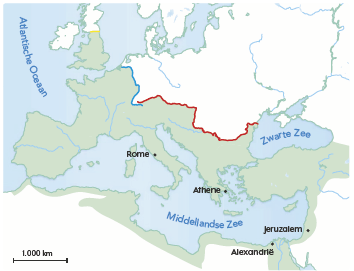 Atlantische Oceaan
Zwarte Zee
Rome
Athene
Middellandse Zee
Jeruzalem
Alexandrië
1.000 km